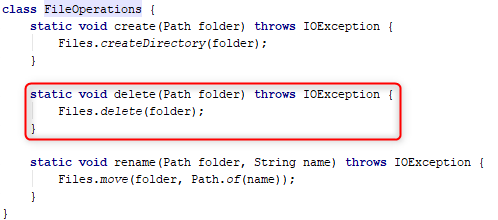 class FileOperations {
    static void create(Path folder) throws IOException {
        Files.createDirectory(folder);
    }
    static void delete(Path folder) throws IOException {
        Files.delete(folder);
    }
    static void rename(Path folder, String name) throws IOException {
        Files.move(folder, Path.of(name));
    }
}